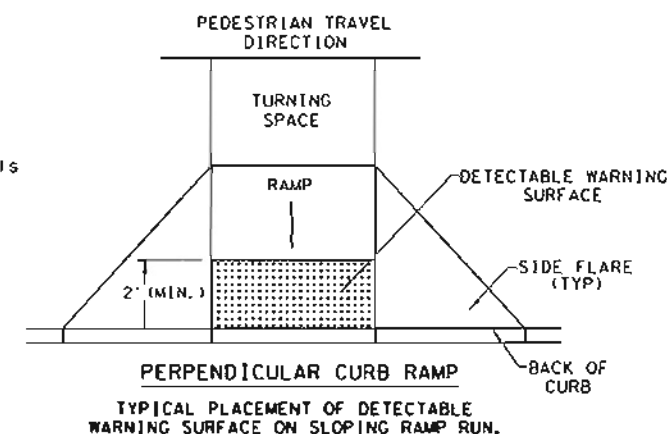 PEDESTRIAN TRAVEL
DIRECTION
TURNING
SPACE
RAMP
DETECTABLE WARNING
SURFACE
2' (MIN.)
SIDE FLARE
(TYP)
BACK OF
CURB
PERPENDICULAR CURB RAMP
TYPICAL PLACEMENT OF DETECTABLE
WARNING SURFACE ON SLOPING RAMP RUN.